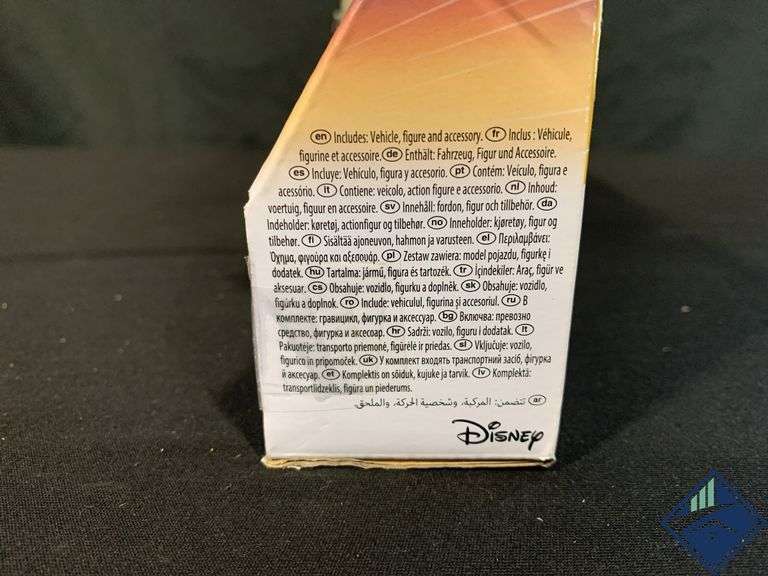 en Includes: Vehicle, figure and accessory. fr Inclus : Véhicule,
figurine et accessoire. de Enthält: Fahrzeug, Figur und Accessoire.
es Incluye: Vehículo, figura y accesorio. pt Contém: Veículo, figura e
acessório. it Contiene: veicolo, action figure e accessorio. nl Inhoud:
voertuig, figuur en accessoire. sv Innehåll: fordon, figur och tillbehör. da
Indeholder: køretøj, actionfigur og tilbehør. no Inneholder: kjøretøy, figur og
tilbehør. fi Sisältää ajoneuvon, hahmon ja varusteen. el Περιλαμβάνει:
Όχημα, φιγούρα και αξεσουάρ. pl Zestaw zawiera: model pojazdu, figurkę i
dodatek. hu Tartalma: jármű, figura és tartozék. tr İçindekiler: Araç, figür ve
aksesuar. cs Obsahuje: vozidlo, figurku a doplněk. sk Obsahuje: vozidlo,
figúrku a doplnok. ro Include: vehiculul, figurina și accesoriul. ru В
комплекте: гравицикл, фигурка и аксессуар. bg Включва: превозно
средство, фигурка и аксесоар. hr Sadrži: vozilo, figuru i dodatak. lt
Pakuotėje: transporto priemonė, figūrėlė ir priedas. sl Vključuje: vozilo,
figurico in pripomoček. uk У комплект входять транспортний засіб, фігурка
й аксесуар. et Komplektis on sõiduk, kujuke ja tarvik. lv Komplektā:
transportlīdzeklis, figūra un piederums.
ar تتضمن: المركبة، وشخصية الحركة، والملحق.
Disney